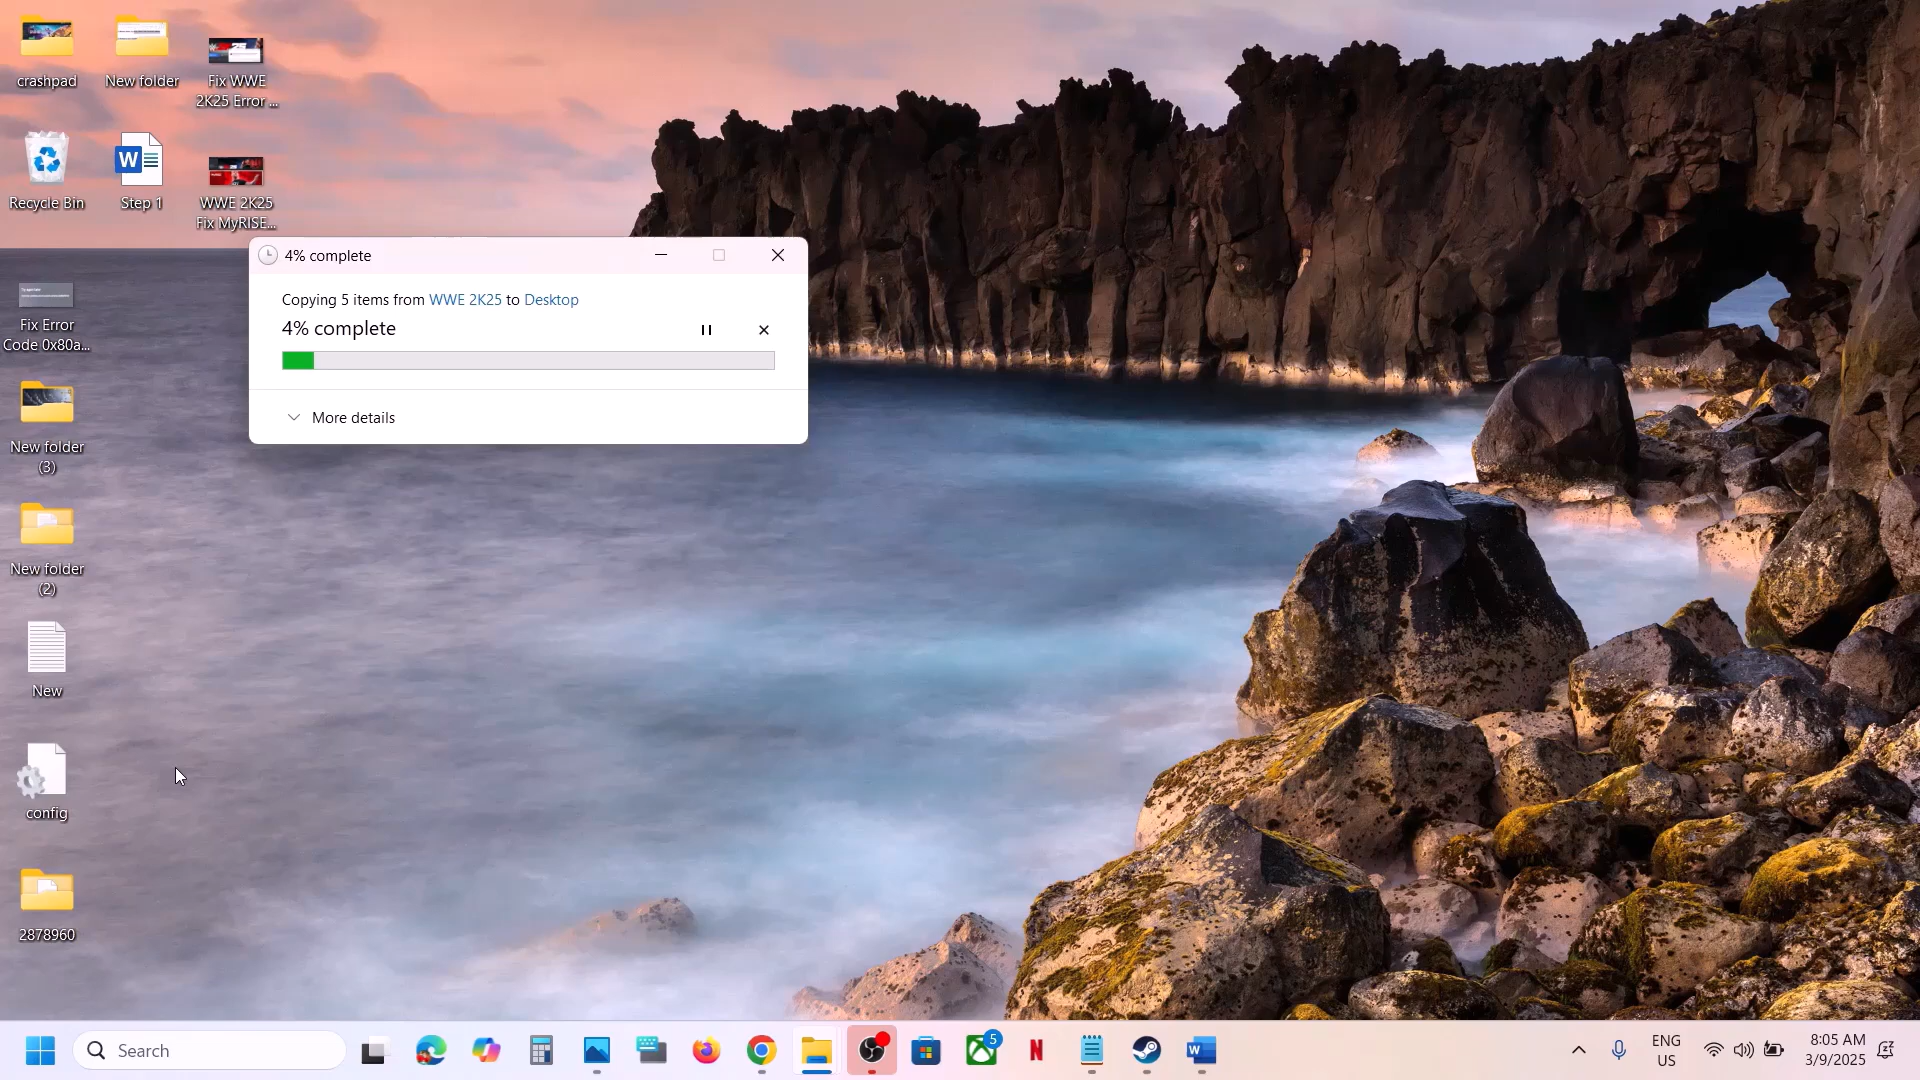 crashpad
New folder
Fix WWE
2K25 Error ...
Recycle Bin
Step 1
WWE 2K25
Fix MyRISE...
Fix Error
Code 0x80a...
New folder
(3)
New folder
(2)
New
config
2878960
4% complete
Copying 5 items from WWE 2K25 to Desktop
4% complete
More details
Search
5
ENG
US
8:05 AM
3/9/2025